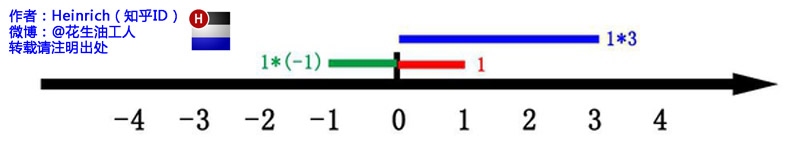 作者：Heinrich（知乎ID）
微博：@花生油工人
转载请注明出处
H
1*3
1*(-1)
1
-4 -3 -2 -1 0 1 2 3 4